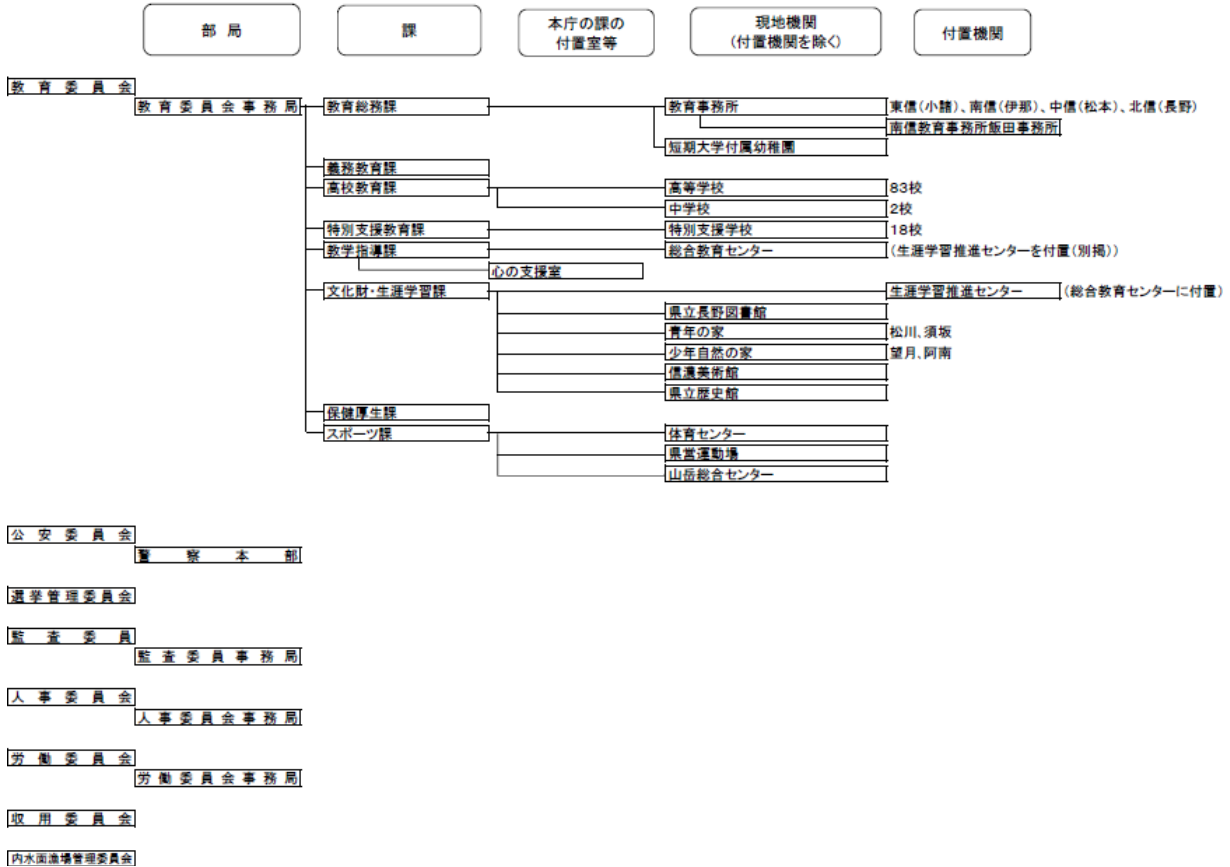 部 局
課
本庁の課の
付置室等
現地機関
(付置機関を除く)
付置機関
教育委員会
教育委員会事務局
教育総務課
教育事務所
東信(小諸)、南信(伊那)、中信(松本)、北信(長野)
南信教育事務所飯田事務所
短期大学付属幼稚園
義務教育課
高校教育課
高等学校
83校
中学校
2校
特別支援教育課
特別支援学校
18校
教学指導課
総合教育センター
(生涯学習推進センターを付置(別掲))
心の支援室
文化財・生涯学習課
生涯学習推進センター
(総合教育センターに付置)
県立長野図書館
青年の家
松川、須坂
少年自然の家
望月、阿南
信濃美術館
県立歴史館
保健厚生課
スポーツ課
体育センター
県営運動場
山岳総合センター
公安委員会
警察本部
選挙管理委員会
監査委員
監査委員事務局
人事委員会
人事委員会事務局
労働委員会
労働委員会事務局
収用委員会
内水面漁場管理委員会